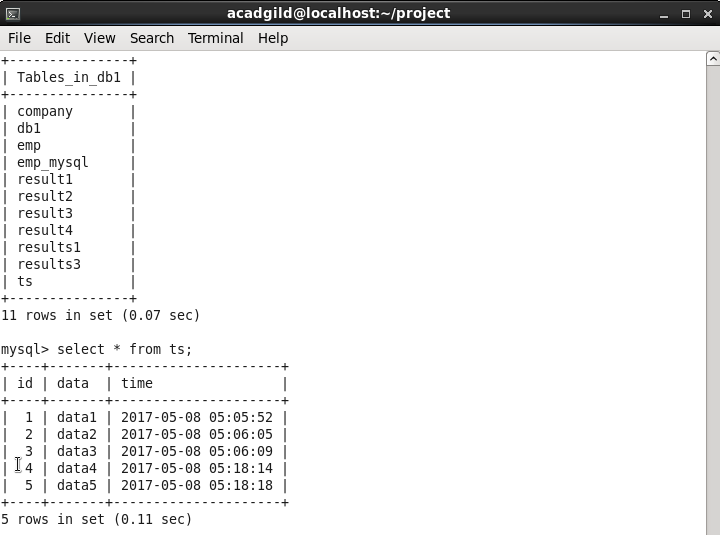 acadgild@localhost:~/project
File Edit View Search Terminal Help
+---------------+
| Tables_in_db1 |
+---------------+
| company       |
| db1           |
| emp           |
| emp_mysql     |
| result1       |
| result2       |
| result3       |
| result4       |
| results1      |
| results3      |
| ts            |
+---------------+
11 rows in set (0.07 sec)

mysql> select * from ts;
+----+-------+---------------------+
| id | data  | time                |
+----+-------+---------------------+
|  1 | data1 | 2017-05-08 05:05:52 |
|  2 | data2 | 2017-05-08 05:06:05 |
|  3 | data3 | 2017-05-08 05:06:09 |
|  4 | data4 | 2017-05-08 05:18:14 |
|  5 | data5 | 2017-05-08 05:18:18 |
+----+-------+---------------------+
5 rows in set (0.11 sec)